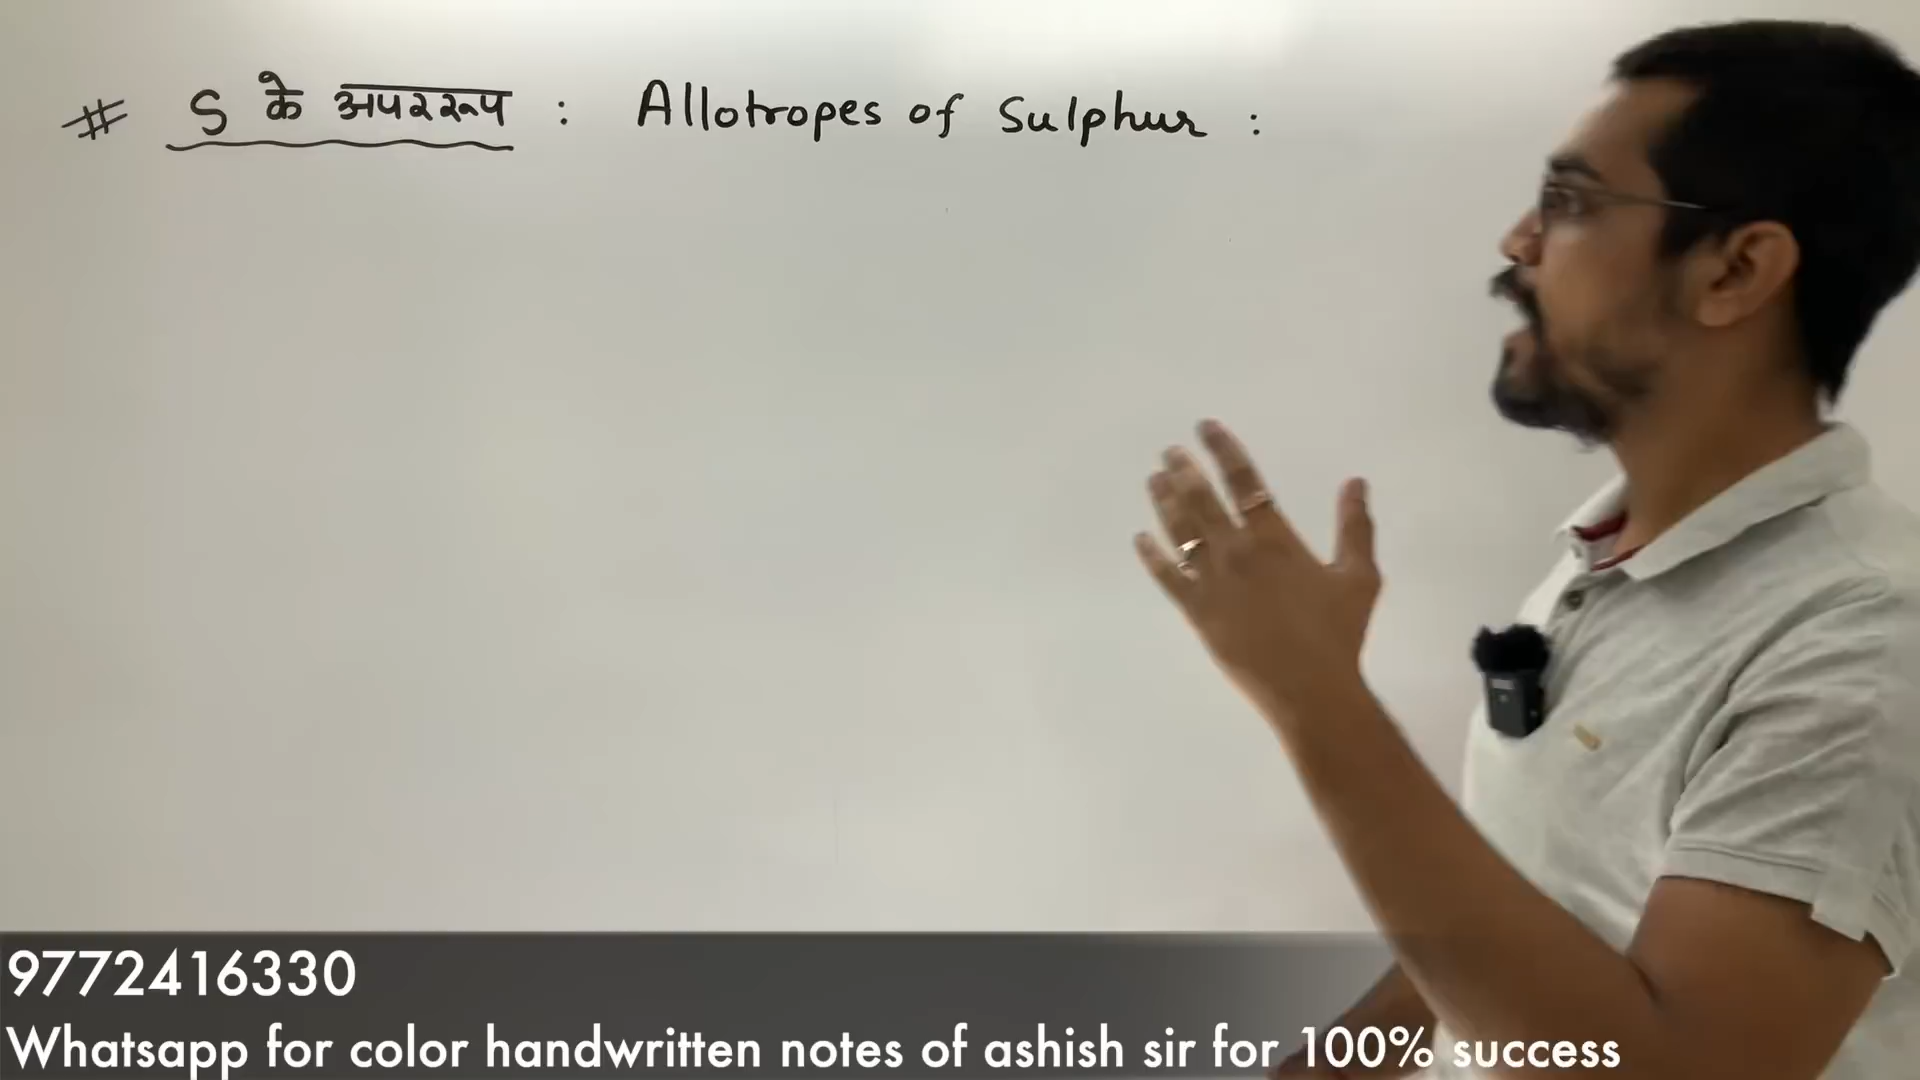 # S के अपररूप : Allotropes of Sulphur :
9772416330
Whatsapp for color handwritten notes of ashish sir for 100% success